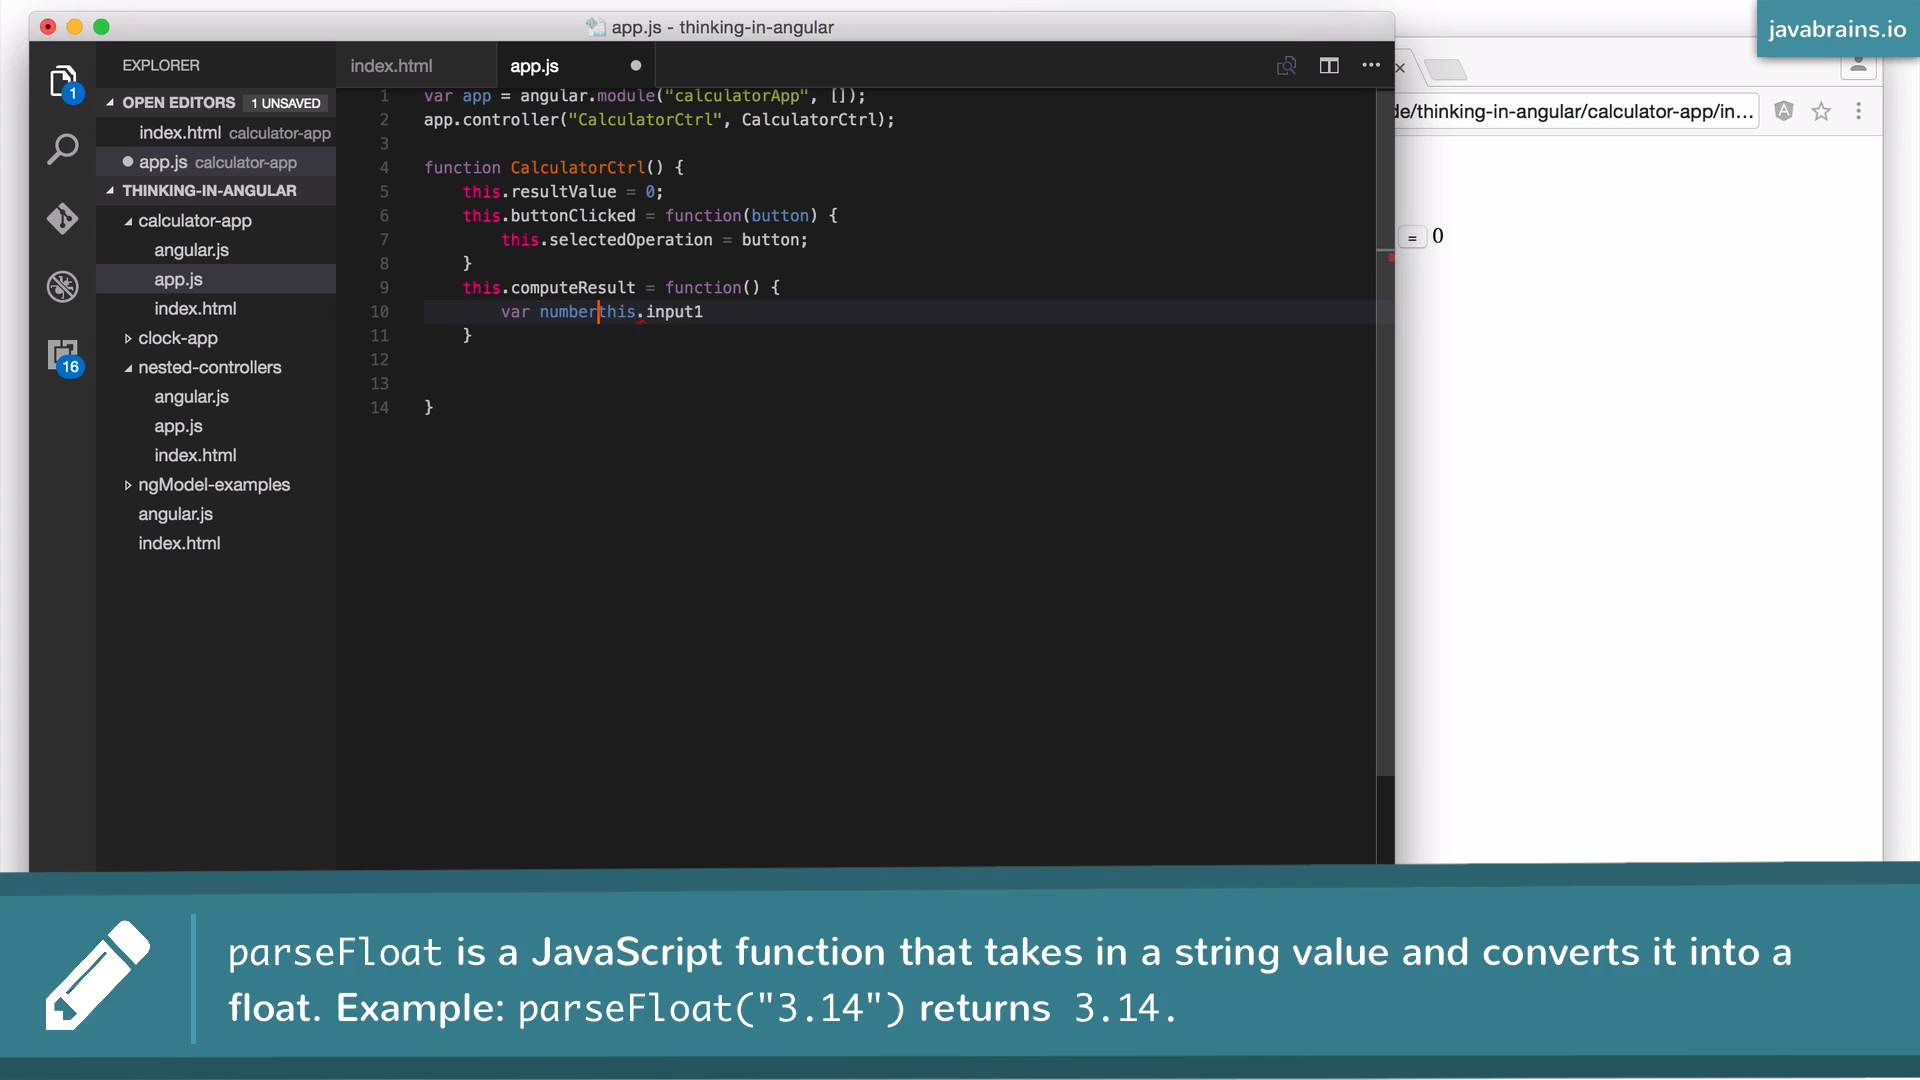 app.js - thinking-in-angular
javabrains.io
EXPLORER
index.html
app.js
OPEN EDITORS 1 UNSAVED
index.html calculator-app
app.js calculator-app
THINKING-IN-ANGULAR
calculator-app
angular.js
app.js
index.html
clock-app
nested-controllers
angular.js
app.js
index.html
ngModel-examples
angular.js
index.html
1
16
1 var app = angular.module("calculatorApp", []);
2 app.controller("CalculatorCtrl", CalculatorCtrl);
3
4 function CalculatorCtrl() {
5 this.resultValue = 0;
6 this.buttonClicked = function(button) {
7 this.selectedOperation = button;
8 }
9 this.computeResult = function() {
10 var numberthis.input1
11 }
12
13
14 }
de/thinking-in-angular/calculator-app/in...
= 0
parseFloat is a JavaScript function that takes in a string value and converts it into a
float. Example: parseFloat("3.14") returns 3.14.